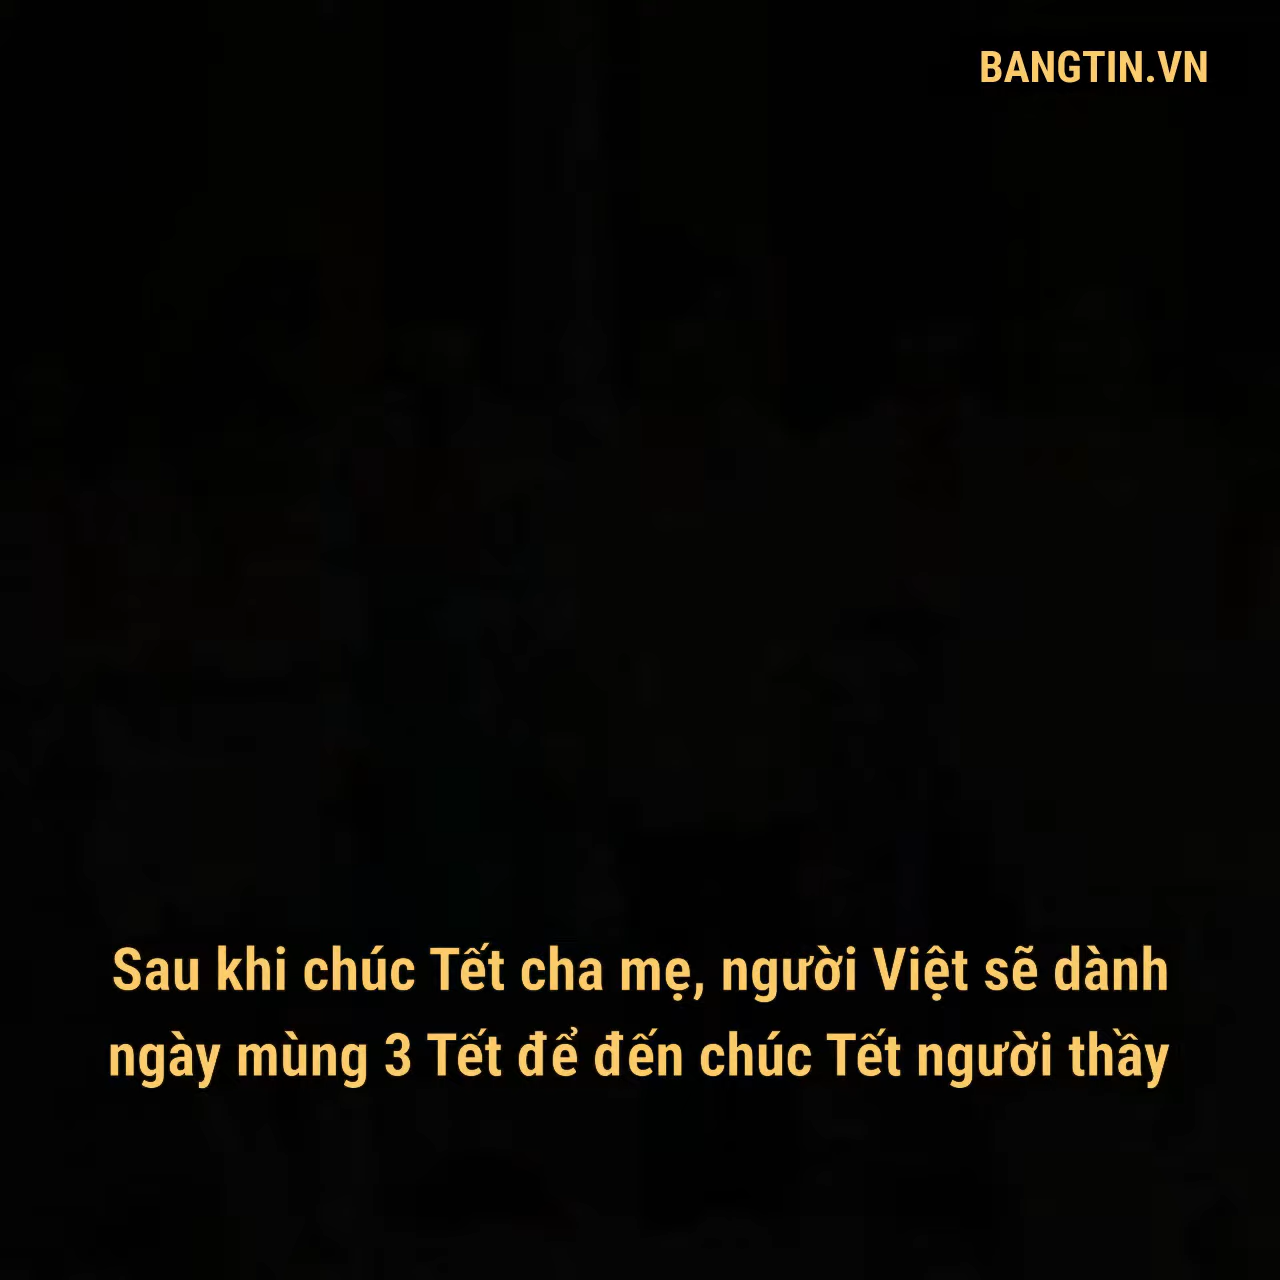 BANGTIN.VN
Sau khi chúc Tết cha mẹ, người Việt sẽ dành
ngày mùng 3 Tết để đến chúc Tết người thầy